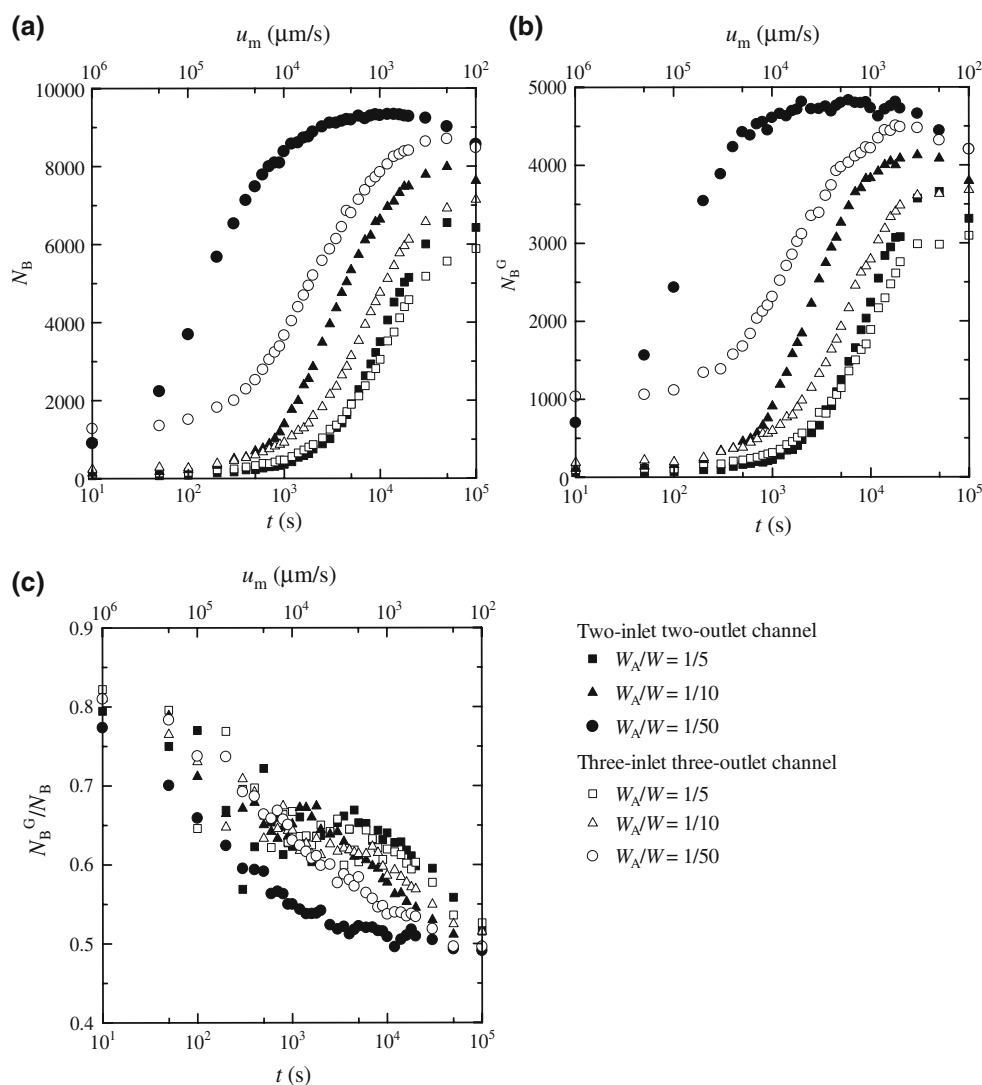 (a)
u_m (μm/s)
10^6 10^5 10^4 10^3 10^2
10000
8000
6000
4000
2000
0
N_B
10^1 10^2 10^3 10^4 10^5
t (s)
(b)
u_m (μm/s)
10^6 10^5 10^4 10^3 10^2
5000
4000
3000
2000
1000
0
N_B^G
10^1 10^2 10^3 10^4 10^5
t (s)
(c)
u_m (μm/s)
10^6 10^5 10^4 10^3 10^2
0.9
0.8
0.7
0.6
0.5
0.4
N_B^G/N_B
10^1 10^2 10^3 10^4 10^5
t (s)
Two-inlet two-outlet channel
■ W_A/W = 1/5
▲ W_A/W = 1/10
● W_A/W = 1/50
Three-inlet three-outlet channel
□ W_A/W = 1/5
△ W_A/W = 1/10
○ W_A/W = 1/50